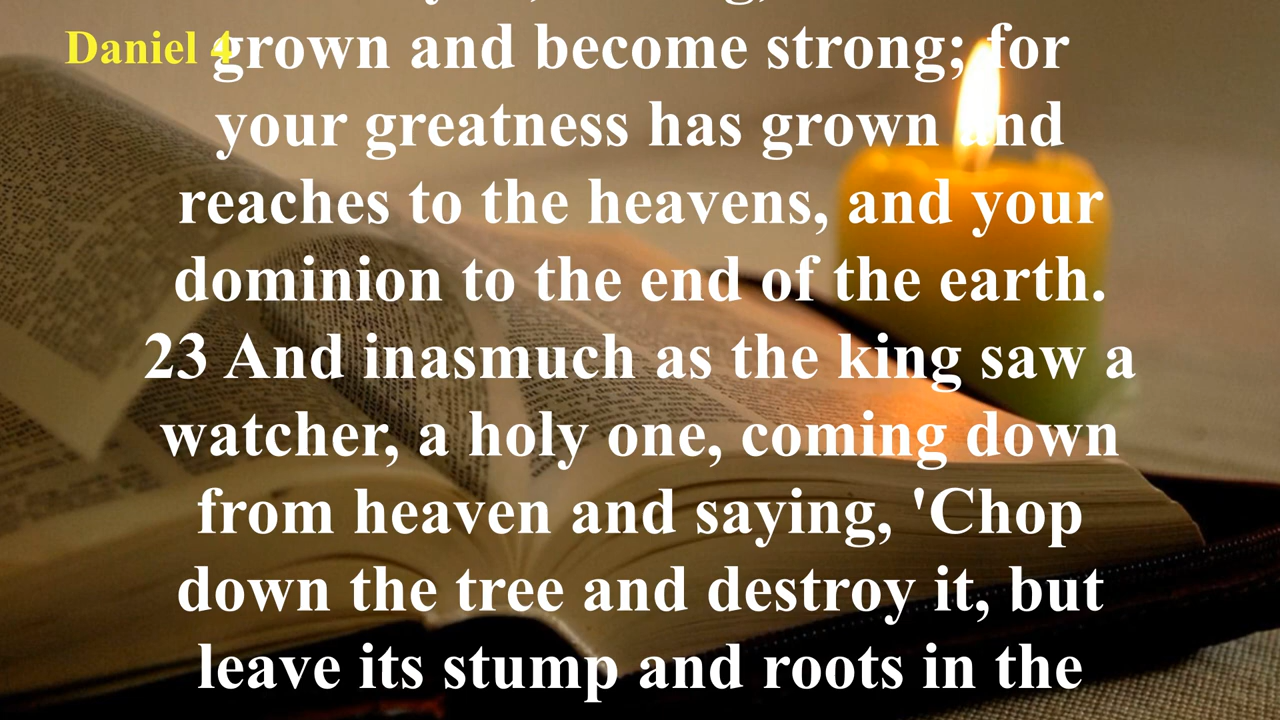 Daniel 4
grown and become strong; for
your greatness has grown and
reaches to the heavens, and your
dominion to the end of the earth.
23 And inasmuch as the king saw a
watcher, a holy one, coming down
from heaven and saying, 'Chop
down the tree and destroy it, but
leave its stump and roots in the